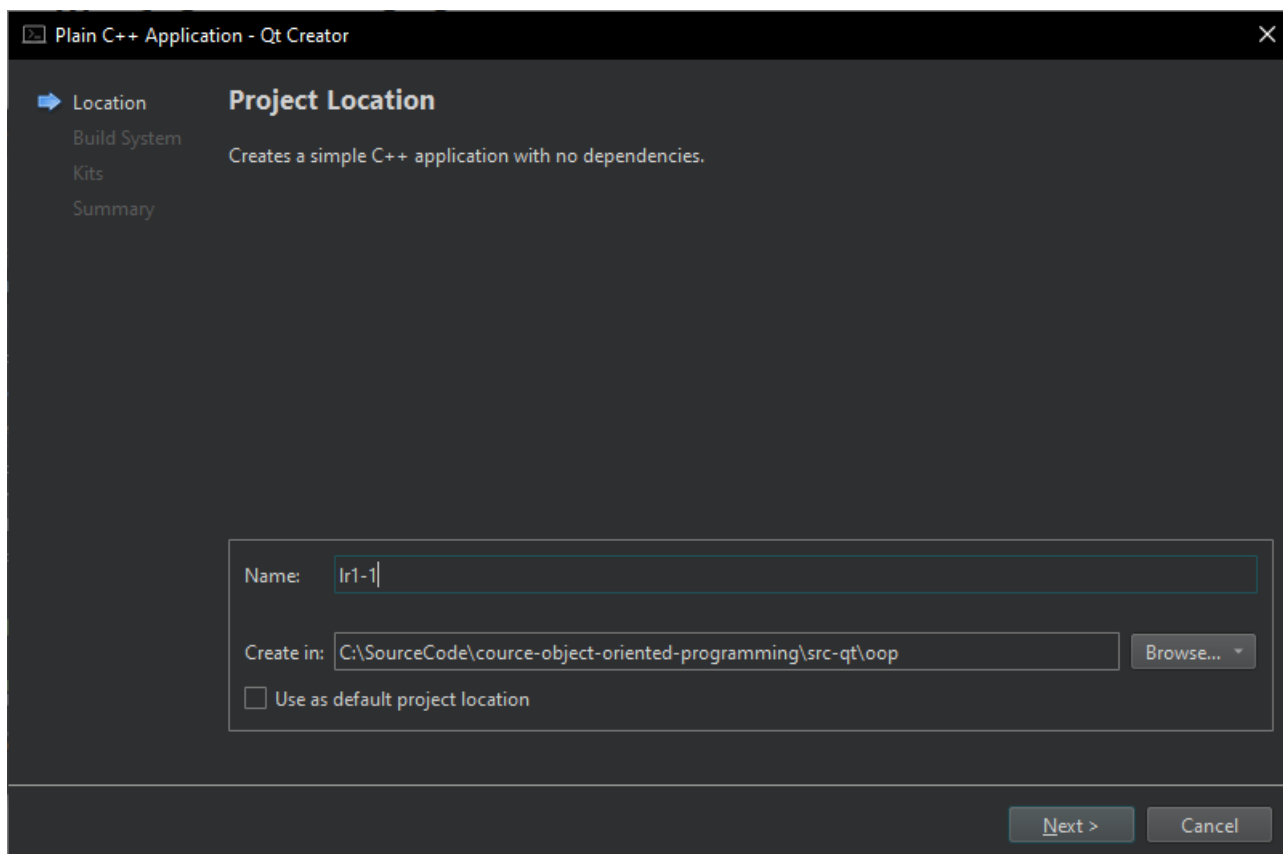 Plain C++ Application - Qt Creator
Location
Build System
Kits
Summary
Project Location
Creates a simple C++ application with no dependencies.
Name: lr1-1
Create in: C:\SourceCode\cource-object-oriented-programming\src-qt\oop Browse...
Use as default project location
Next > Cancel